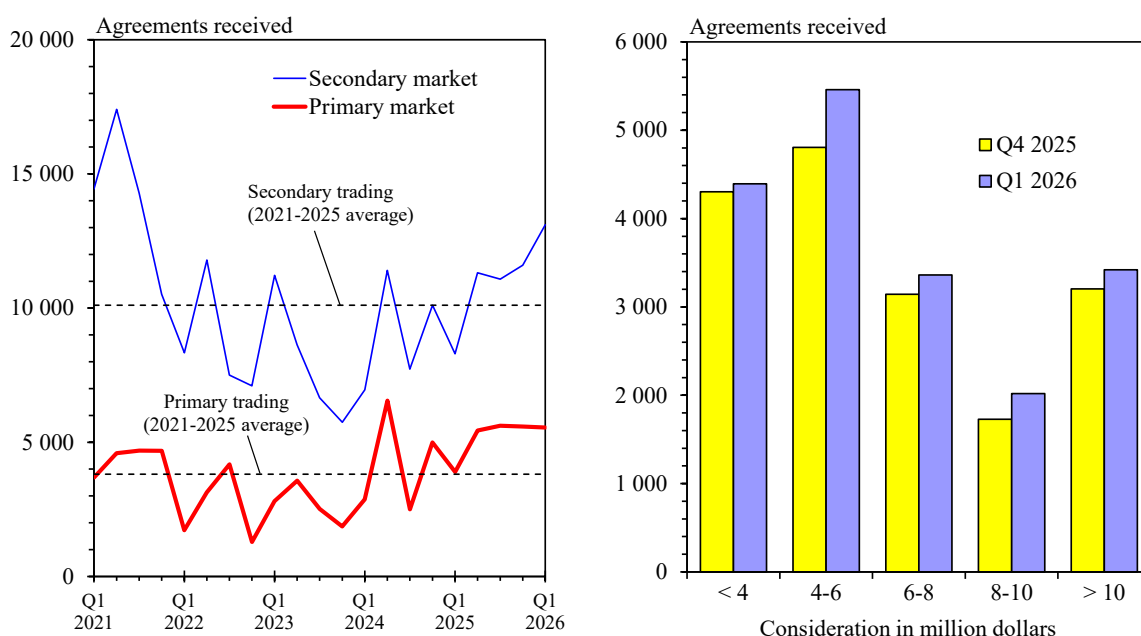 Agreements received
20 000
15 000
10 000
5 000
0
Secondary market
Primary market
Secondary trading
(2021-2025 average)
Primary trading
(2021-2025 average)
Q1
2021
Q1
2022
Q1
2023
Q1
2024
Q1
2025
Q1
2026
Agreements received
6 000
5 000
4 000
3 000
2 000
1 000
0
Q4 2025
Q1 2026
< 4
4-6
6-8
8-10
> 10
Consideration in million dollars